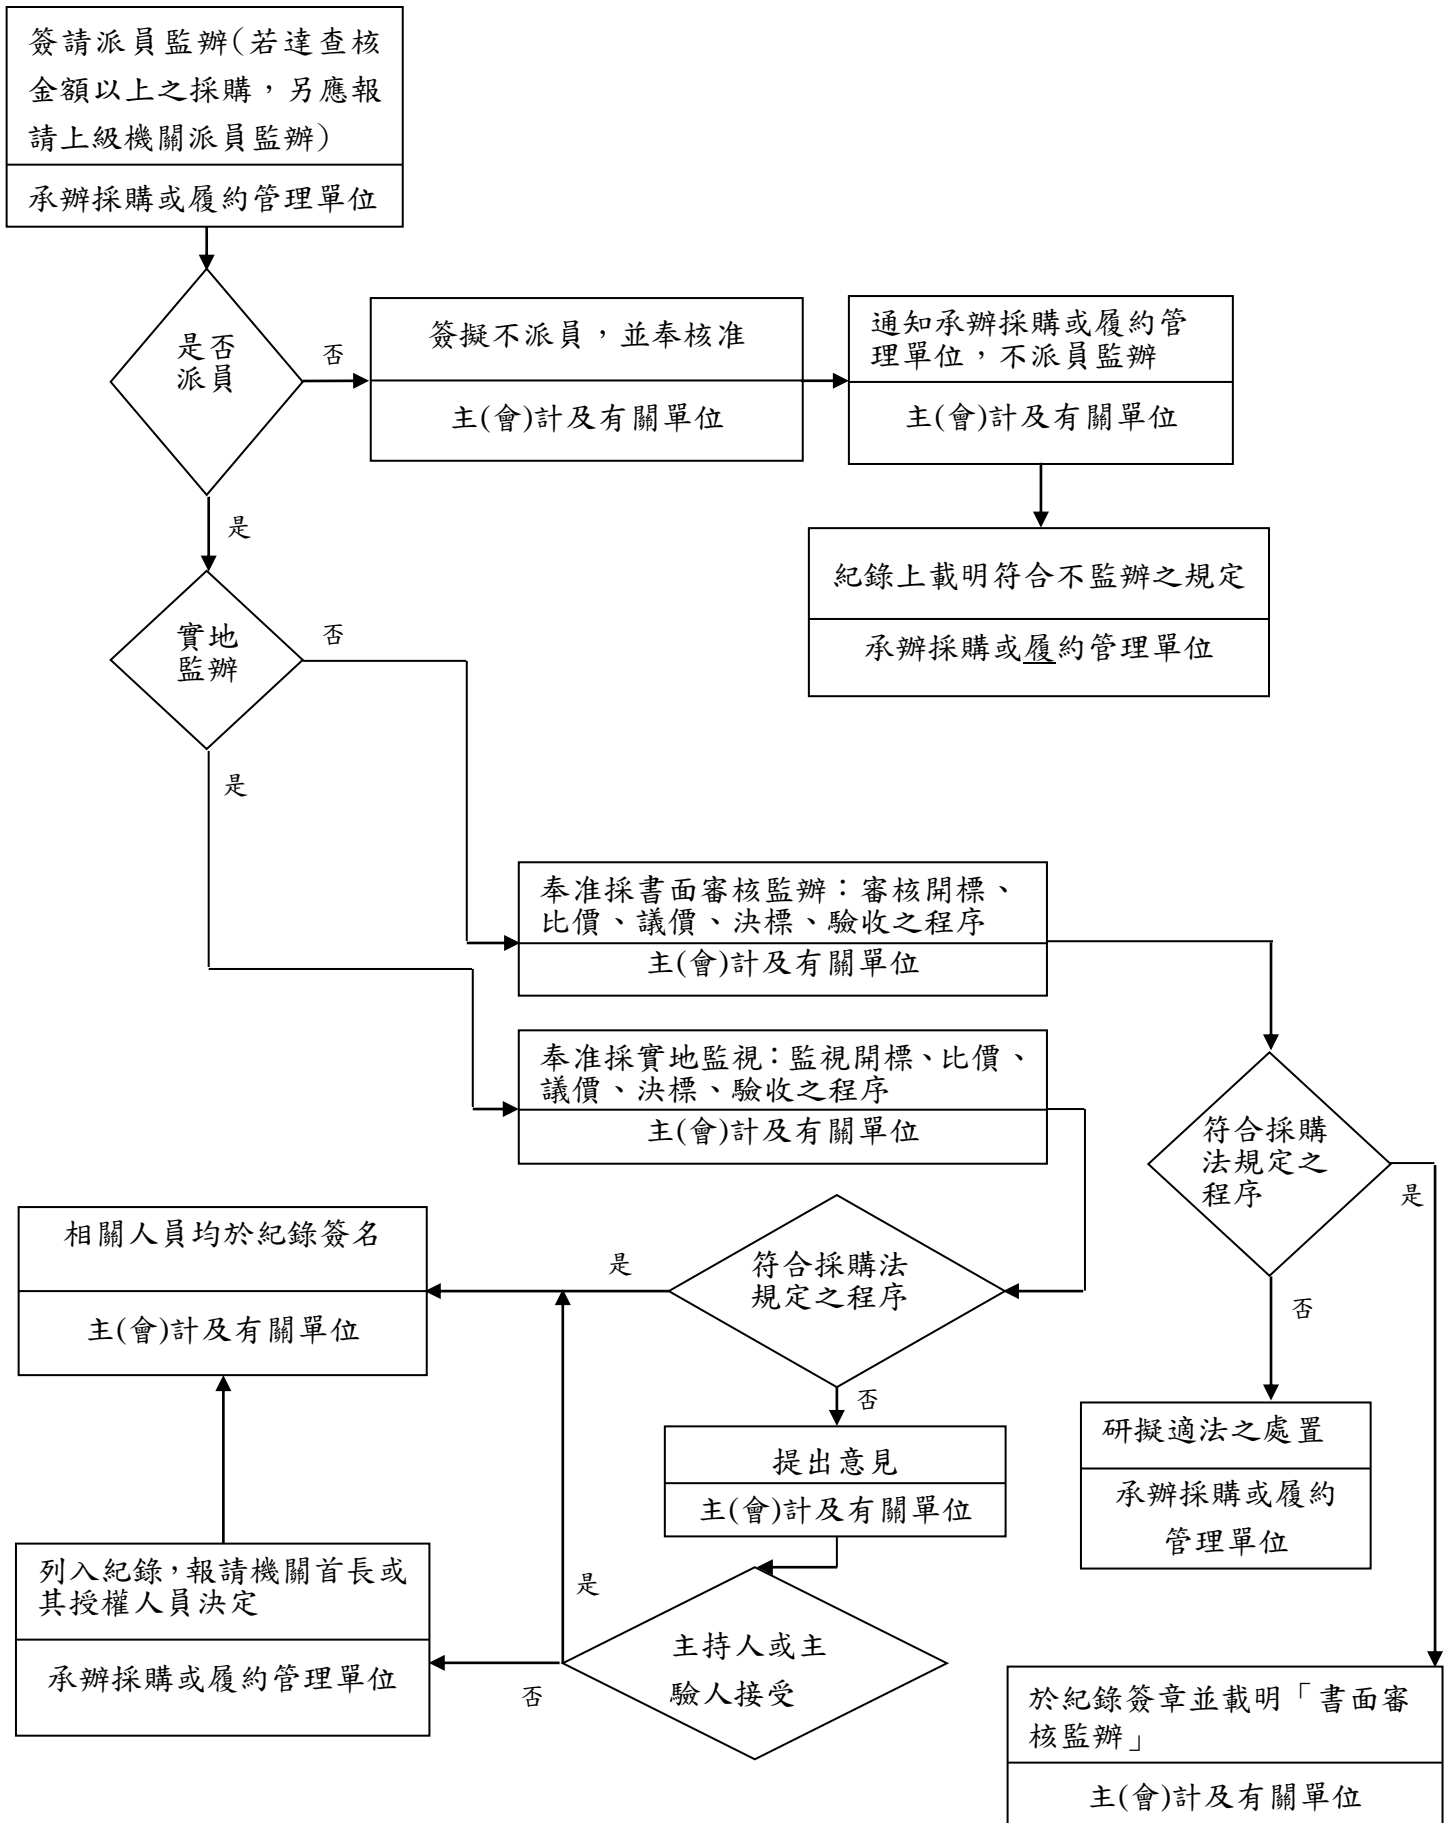 簽請派員監辦(若達查核
金額以上之採購，另應報
請上級機關派員監辦)
承辦採購或履約管理單位
是否
派員
否
簽擬不派員，並奉核准
主(會)計及有關單位
通知承辦採購或履約管
理單位，不派員監辦
主(會)計及有關單位
是
紀錄上載明符合不監辦之規定
承辦採購或履約管理單位
實地
監辦
否
是
奉准採書面審核監辦：審核開標、
比價、議價、決標、驗收之程序
主(會)計及有關單位
奉准採實地監視：監視開標、比價、
議價、決標、驗收之程序
主(會)計及有關單位
符合採購
法規定之
程序
是
否
相關人員均於紀錄簽名
主(會)計及有關單位
是
符合採購法
規定之程序
否
提出意見
主(會)計及有關單位
研擬適法之處置
承辦採購或履約
管理單位
列入紀錄，報請機關首長或
其授權人員決定
承辦採購或履約管理單位
是
否
主持人或主
驗人接受
於紀錄簽章並載明「書面審
核監辦」
主(會)計及有關單位